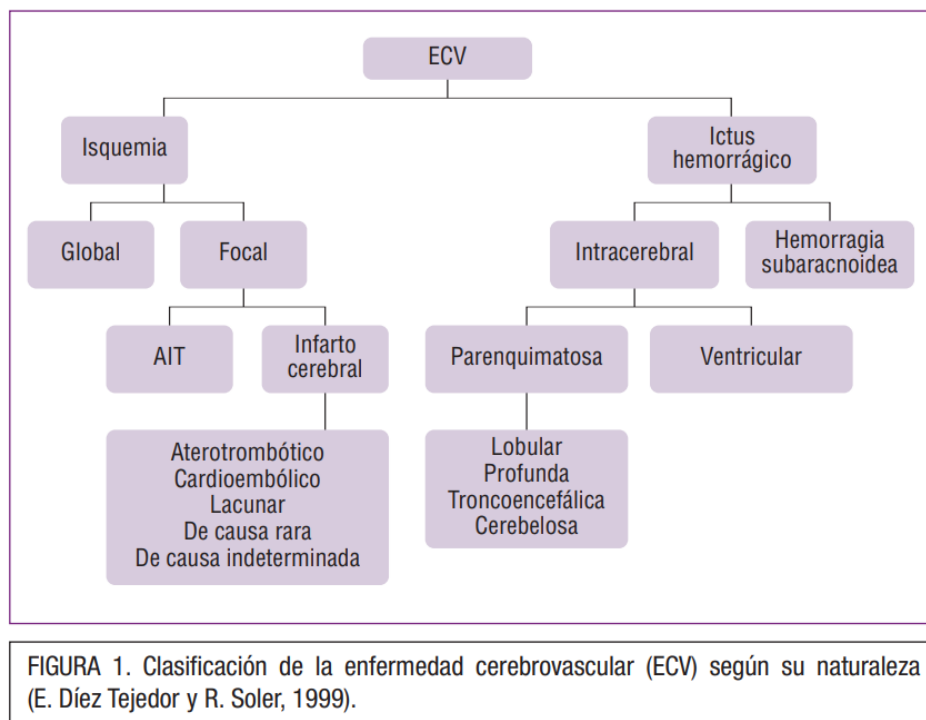 ECV
Isquemia
Ictus
hemorrágico
Global
Focal
Intracerebral
Hemorragia
subaracnoidea
AIT
Infarto
cerebral
Parenquimatosa
Ventricular
Aterotrombótico
Cardioembólico
Lacunar
De causa rara
De causa indeterminada
Lobular
Profunda
Troncoencefálica
Cerebelosa
FIGURA 1. Clasificación de la enfermedad cerebrovascular (ECV) según su naturaleza
(E. Díez Tejedor y R. Soler, 1999).